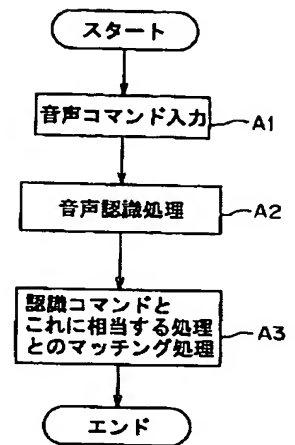 スタート
音声コマンド入力
A1
音声認識処理
A2
認識コマンドと
これに相当する処理
とのマッチング処理
A3
エンド